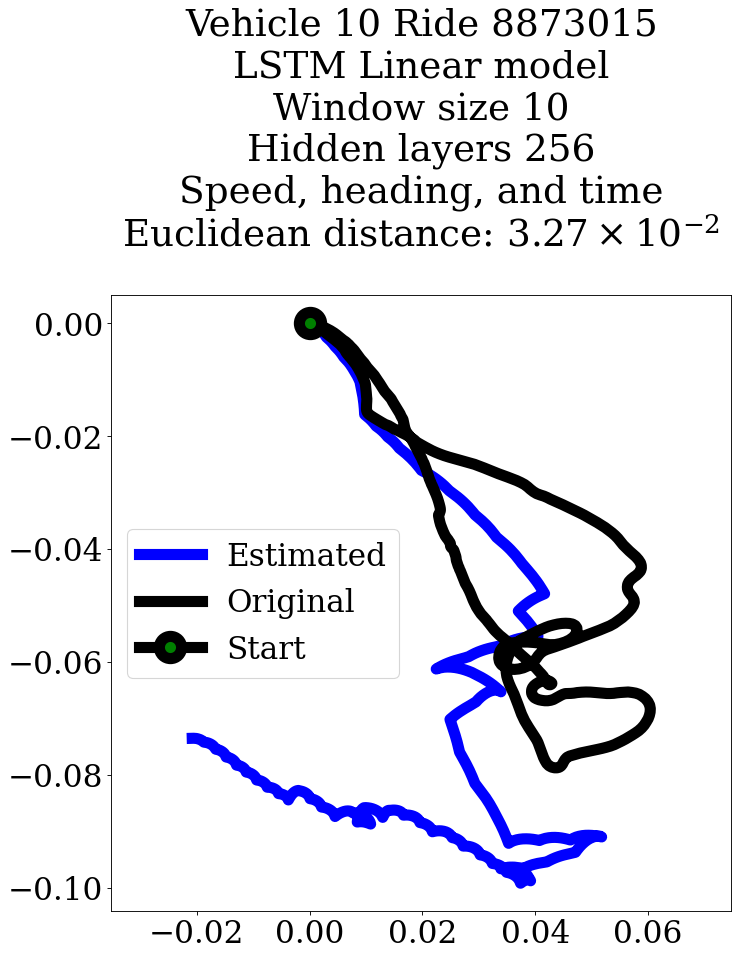 Vehicle 10 Ride 8873015
LSTM Linear model
Window size 10
Hidden layers 256
Speed, heading, and time
Euclidean distance: 3.27 × 10⁻²
0.00
−0.02
−0.04
−0.06
−0.08
−0.10
Estimated
Original
Start
−0.02 0.00 0.02 0.04 0.06